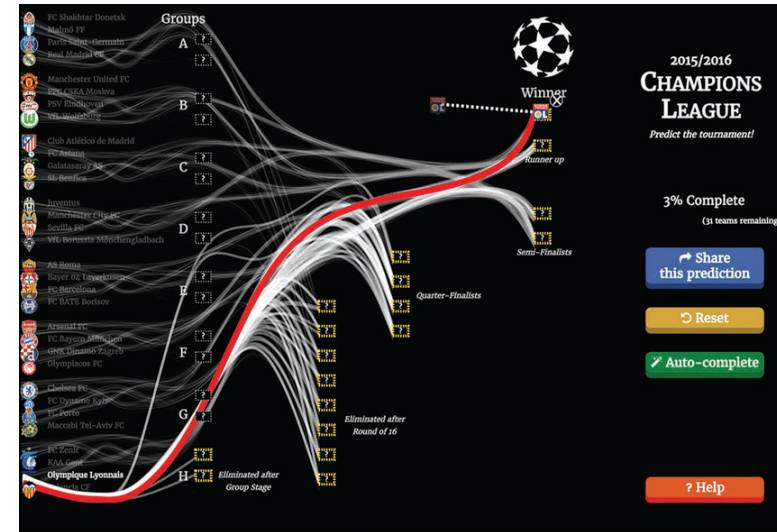 Groups
FC Shakhtar Donetsk
Malmö FF
Paris Saint-Germain
Real Madrid CF
A
Manchester United FC
PFC CSKA Moskva
PSV Eindhoven
VfL Wolfsburg
B
Club Atlético de Madrid
FC Astana
Galatasaray AS
SL Benfica
C
Juventus
Manchester City FC
Sevilla FC
VfL Borussia Mönchengladbach
D
AS Roma
Bayer 04 Leverkusen
FC Barcelona
FC BATE Borisov
E
Arsenal FC
FC Bayern München
GNK Dinamo Zagreb
Olympiacos FC
F
Chelsea FC
FC Dynamo Kyiv
FC Porto
Maccabi Tel-Aviv FC
G
FC Zenit
KAA Gent
Olympique Lyonnais
Valencia CF
H
Eliminated after
Group Stage
Eliminated after
Round of 16
Quarter-Finalists
Semi-Finalists
Runner up
Winner
OL
2015/2016
CHAMPIONS
LEAGUE
Predict the tournament!
3% Complete
(31 teams remaining
Share
this prediction
Reset
Auto-complete
? Help